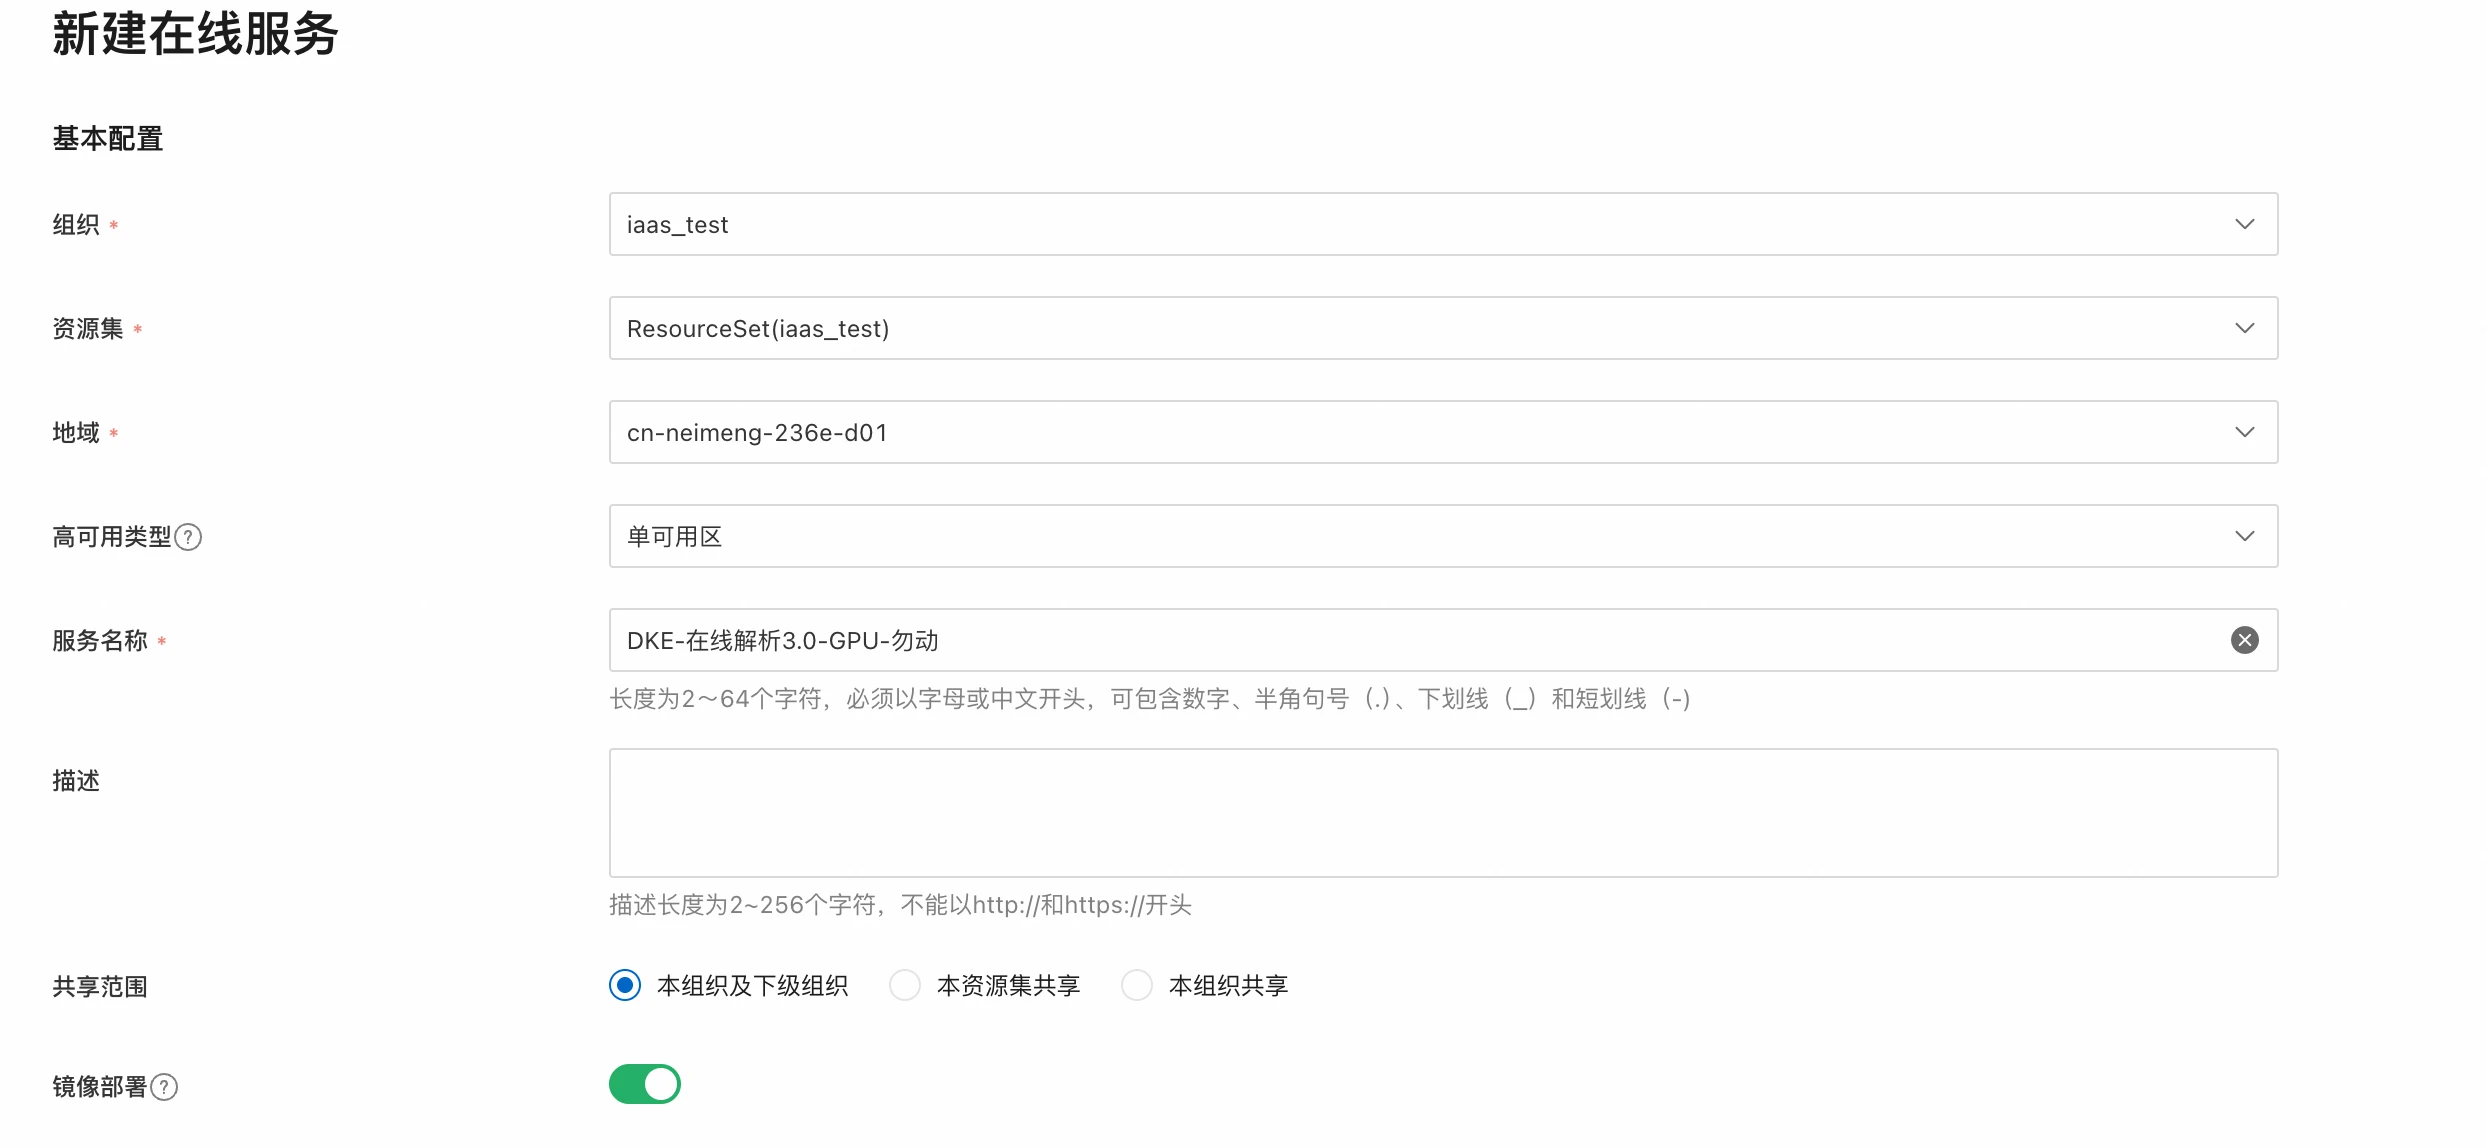 新建在线服务
基本配置
组织 *
iaas_test
资源集 *
ResourceSet(iaas_test)
地域 *
cn-neimeng-236e-d01
高可用类型?
单可用区
服务名称 *
DKE-在线解析3.0-GPU-勿动
长度为2～64个字符，必须以字母或中文开头，可包含数字、半角句号（.）、下划线（_）和短划线（-）
描述
描述长度为2~256个字符，不能以http://和https://开头
共享范围
本组织及下级组织 本资源集共享 本组织共享
镜像部署?